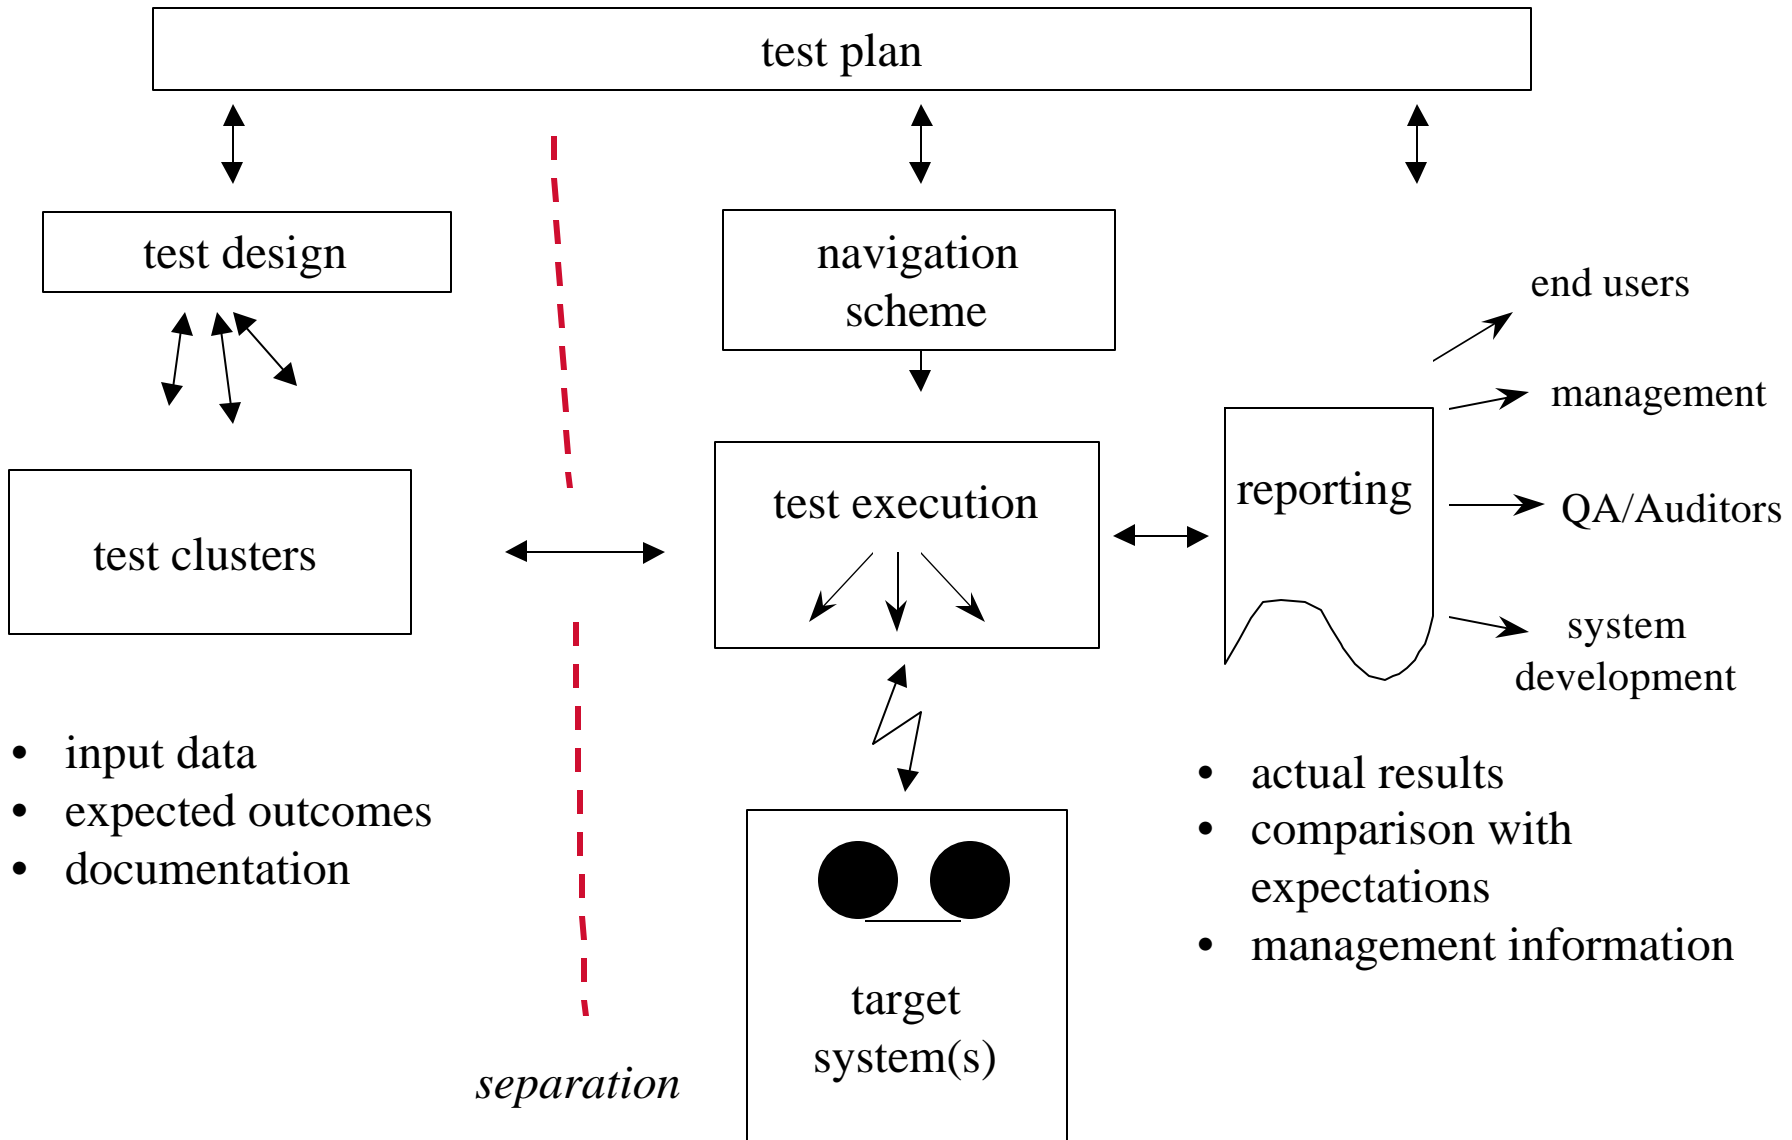 test plan
test design
navigation
scheme
end users
management
reporting
test execution
QA/Auditors
test clusters
system
development
• input data
• expected outcomes
• documentation
• actual results
• comparison with
expectations
• management information
target
system(s)
separation